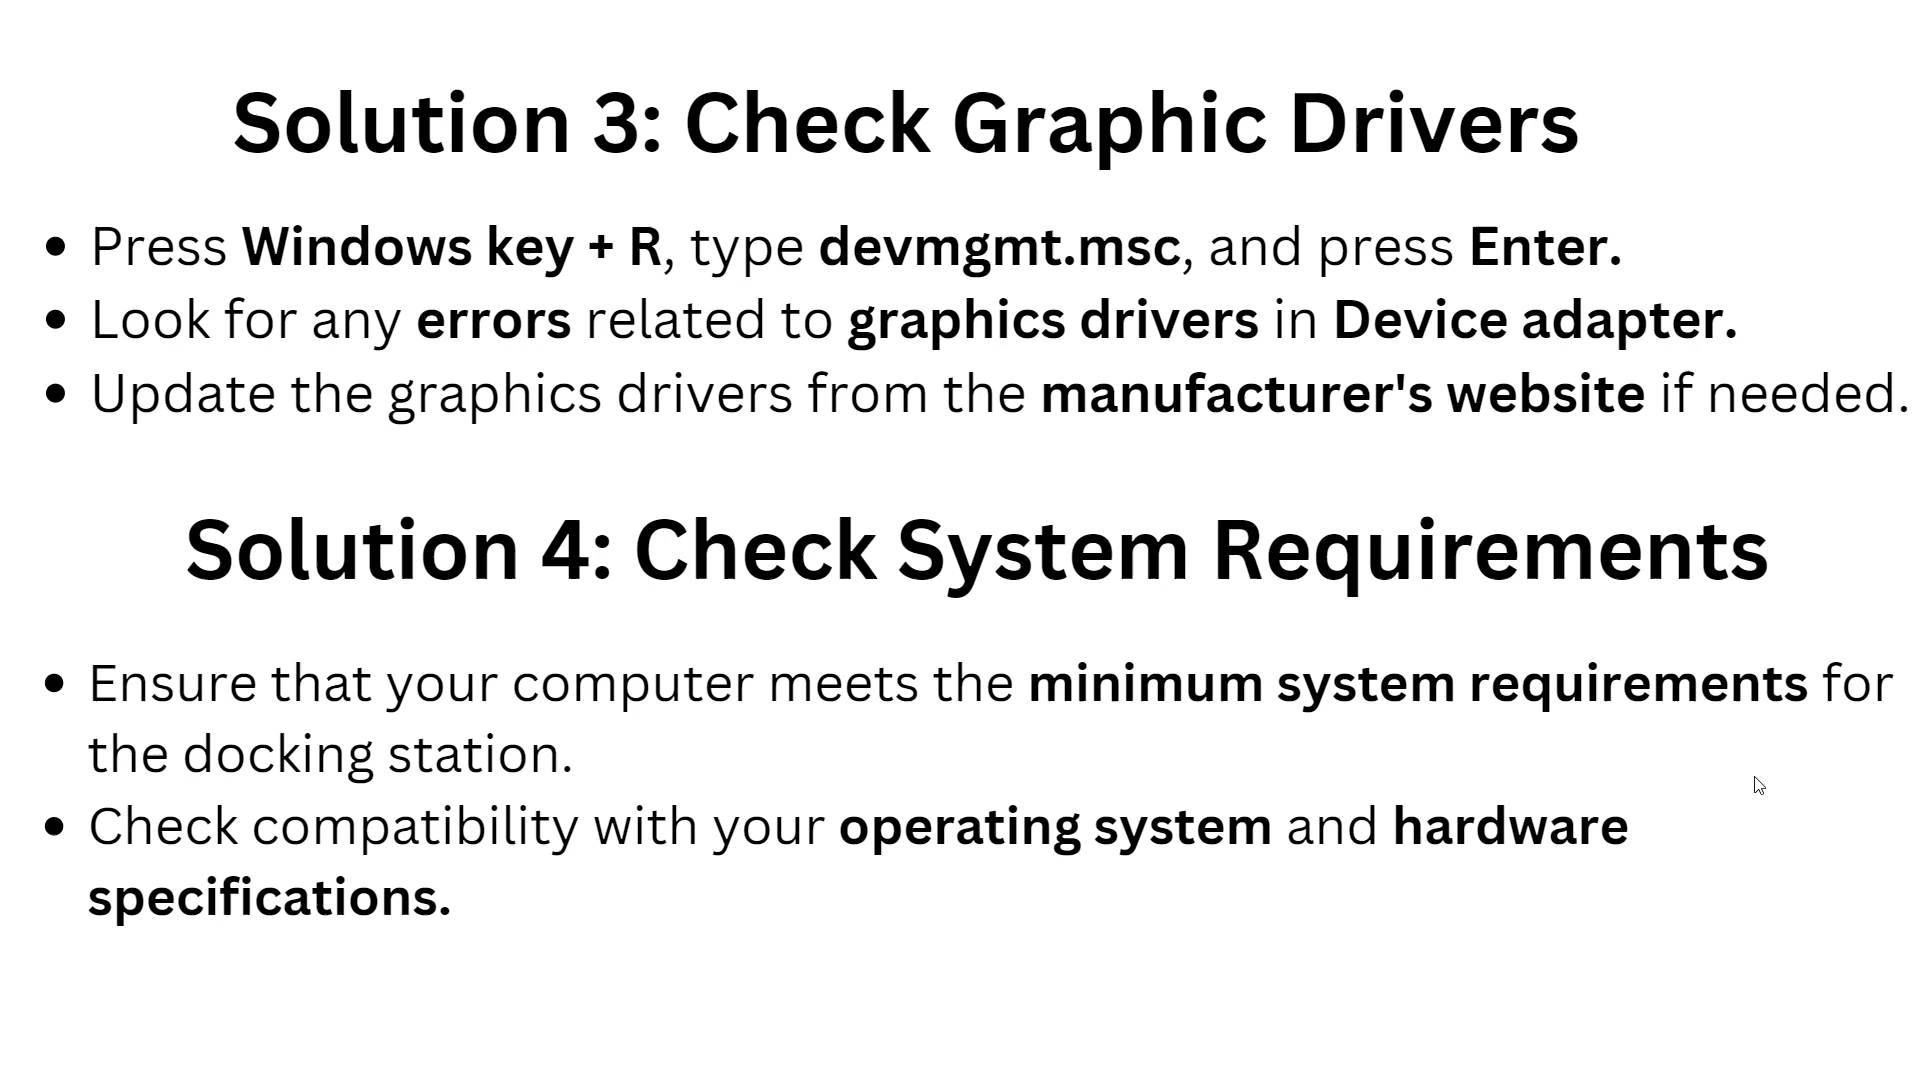 Solution 3: Check Graphic Drivers
• Press Windows key + R, type devmgmt.msc, and press Enter.
• Look for any errors related to graphics drivers in Device adapter.
• Update the graphics drivers from the manufacturer's website if needed.
Solution 4: Check System Requirements
• Ensure that your computer meets the minimum system requirements for
the docking station.
• Check compatibility with your operating system and hardware
specifications.